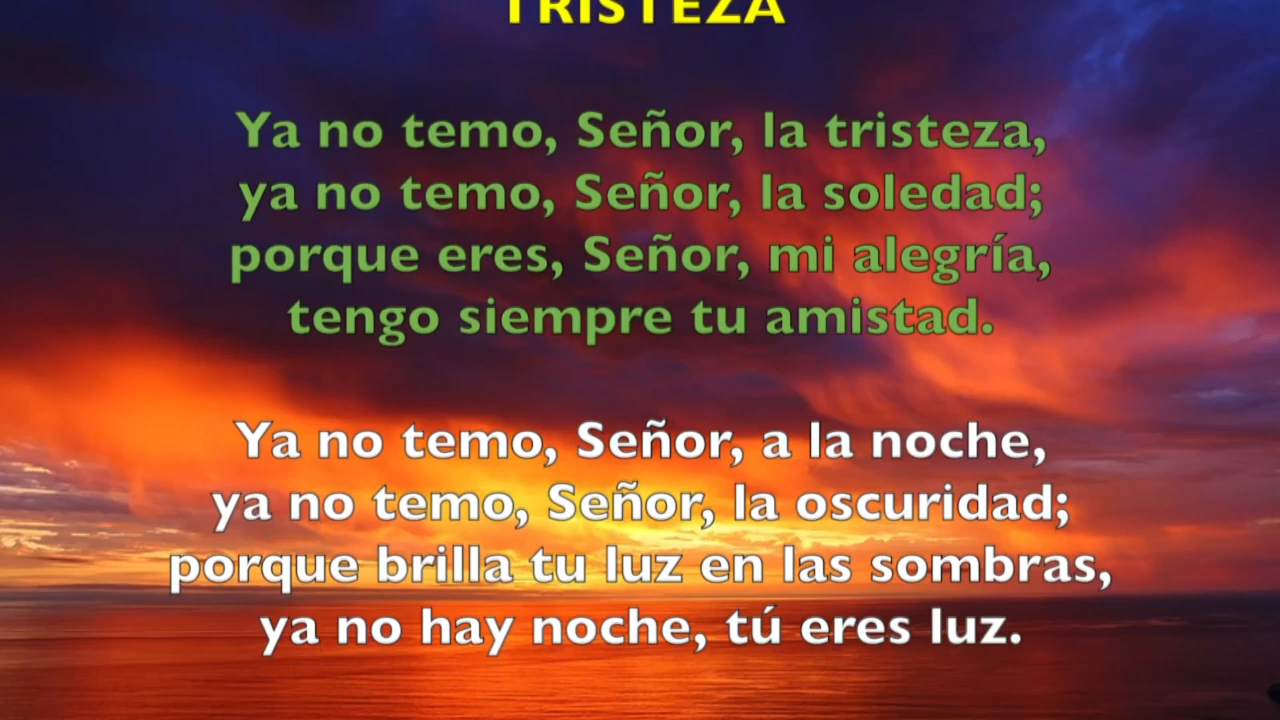 TRISTEZA
Ya no temo, Señor, la tristeza,
ya no temo, Señor, la soledad;
porque eres, Señor, mi alegría,
tengo siempre tu amistad.
Ya no temo, Señor, a la noche,
ya no temo, Señor, la oscuridad;
porque brilla tu luz en las sombras,
ya no hay noche, tú eres luz.